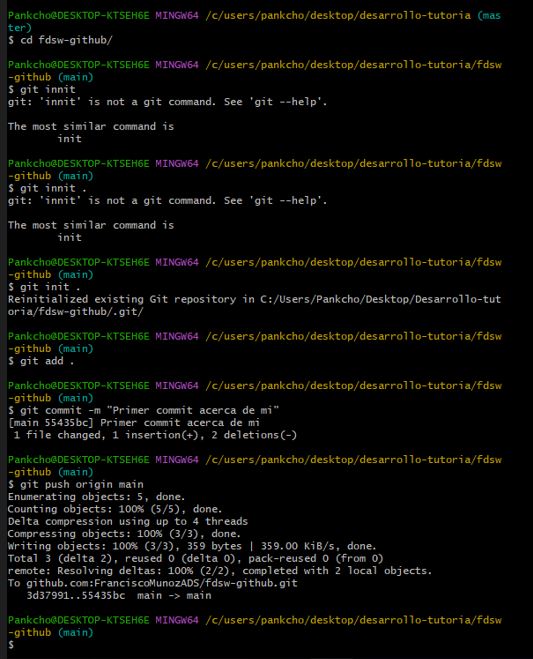 Pankcho@DESKTOP-KTSEH6E MINGW64 /c/users/pankcho/desktop/desarrollo-tutoria (mas
ter)
$ cd fdsw-github/
Pankcho@DESKTOP-KTSEH6E MINGW64 /c/users/pankcho/desktop/desarrollo-tutoria/fdsw
-github (main)
$ git innit
git: 'innit' is not a git command. See 'git --help'.
The most similar command is
init
Pankcho@DESKTOP-KTSEH6E MINGW64 /c/users/pankcho/desktop/desarrollo-tutoria/fdsw
-github (main)
$ git innit .
git: 'innit' is not a git command. See 'git --help'.
The most similar command is
init
Pankcho@DESKTOP-KTSEH6E MINGW64 /c/users/pankcho/desktop/desarrollo-tutoria/fdsw
-github (main)
$ git init .
Reinitialized existing Git repository in C:/Users/Pankcho/Desktop/Desarrollo-tut
oria/fdsw-github/.git/
Pankcho@DESKTOP-KTSEH6E MINGW64 /c/users/pankcho/desktop/desarrollo-tutoria/fdsw
-github (main)
$ git add .
Pankcho@DESKTOP-KTSEH6E MINGW64 /c/users/pankcho/desktop/desarrollo-tutoria/fdsw
-github (main)
$ git commit -m "Primer commit acerca de mi"
[main 55435bc] Primer commit acerca de mi
1 file changed, 1 insertion(+), 2 deletions(-)
Pankcho@DESKTOP-KTSEH6E MINGW64 /c/users/pankcho/desktop/desarrollo-tutoria/fdsw
-github (main)
$ git push origin main
Enumerating objects: 5, done.
Counting objects: 100% (5/5), done.
Delta compression using up to 4 threads
Compressing objects: 100% (3/3), done.
Writing objects: 100% (3/3), 359 bytes | 359.00 KiB/s, done.
Total 3 (delta 2), reused 0 (delta 0), pack-reused 0 (from 0)
remote: Resolving deltas: 100% (2/2), completed with 2 local objects.
To github.com:FranciscoMunozADS/fdsw-github.git
3d37991..55435bc  main -> main
Pankcho@DESKTOP-KTSEH6E MINGW64 /c/users/pankcho/desktop/desarrollo-tutoria/fdsw
-github (main)
$